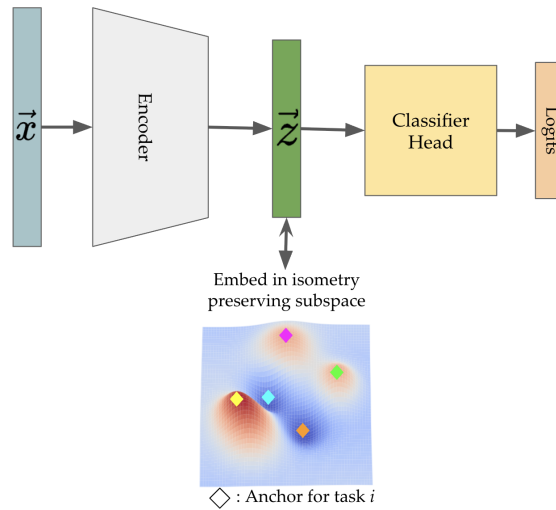 x⃗
Encoder
z⃗
Classifier
Head
Logits
Embed in isometry
preserving subspace
: Anchor for task i